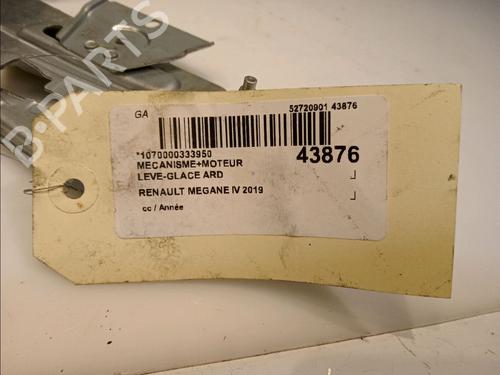 B-PARTS
GA
52720901 43876
*1070000333950
43876
MECANISME+MOTEUR
LEVE-GLACE ARD
RENAULT MEGANE IV 2019
cc / Année